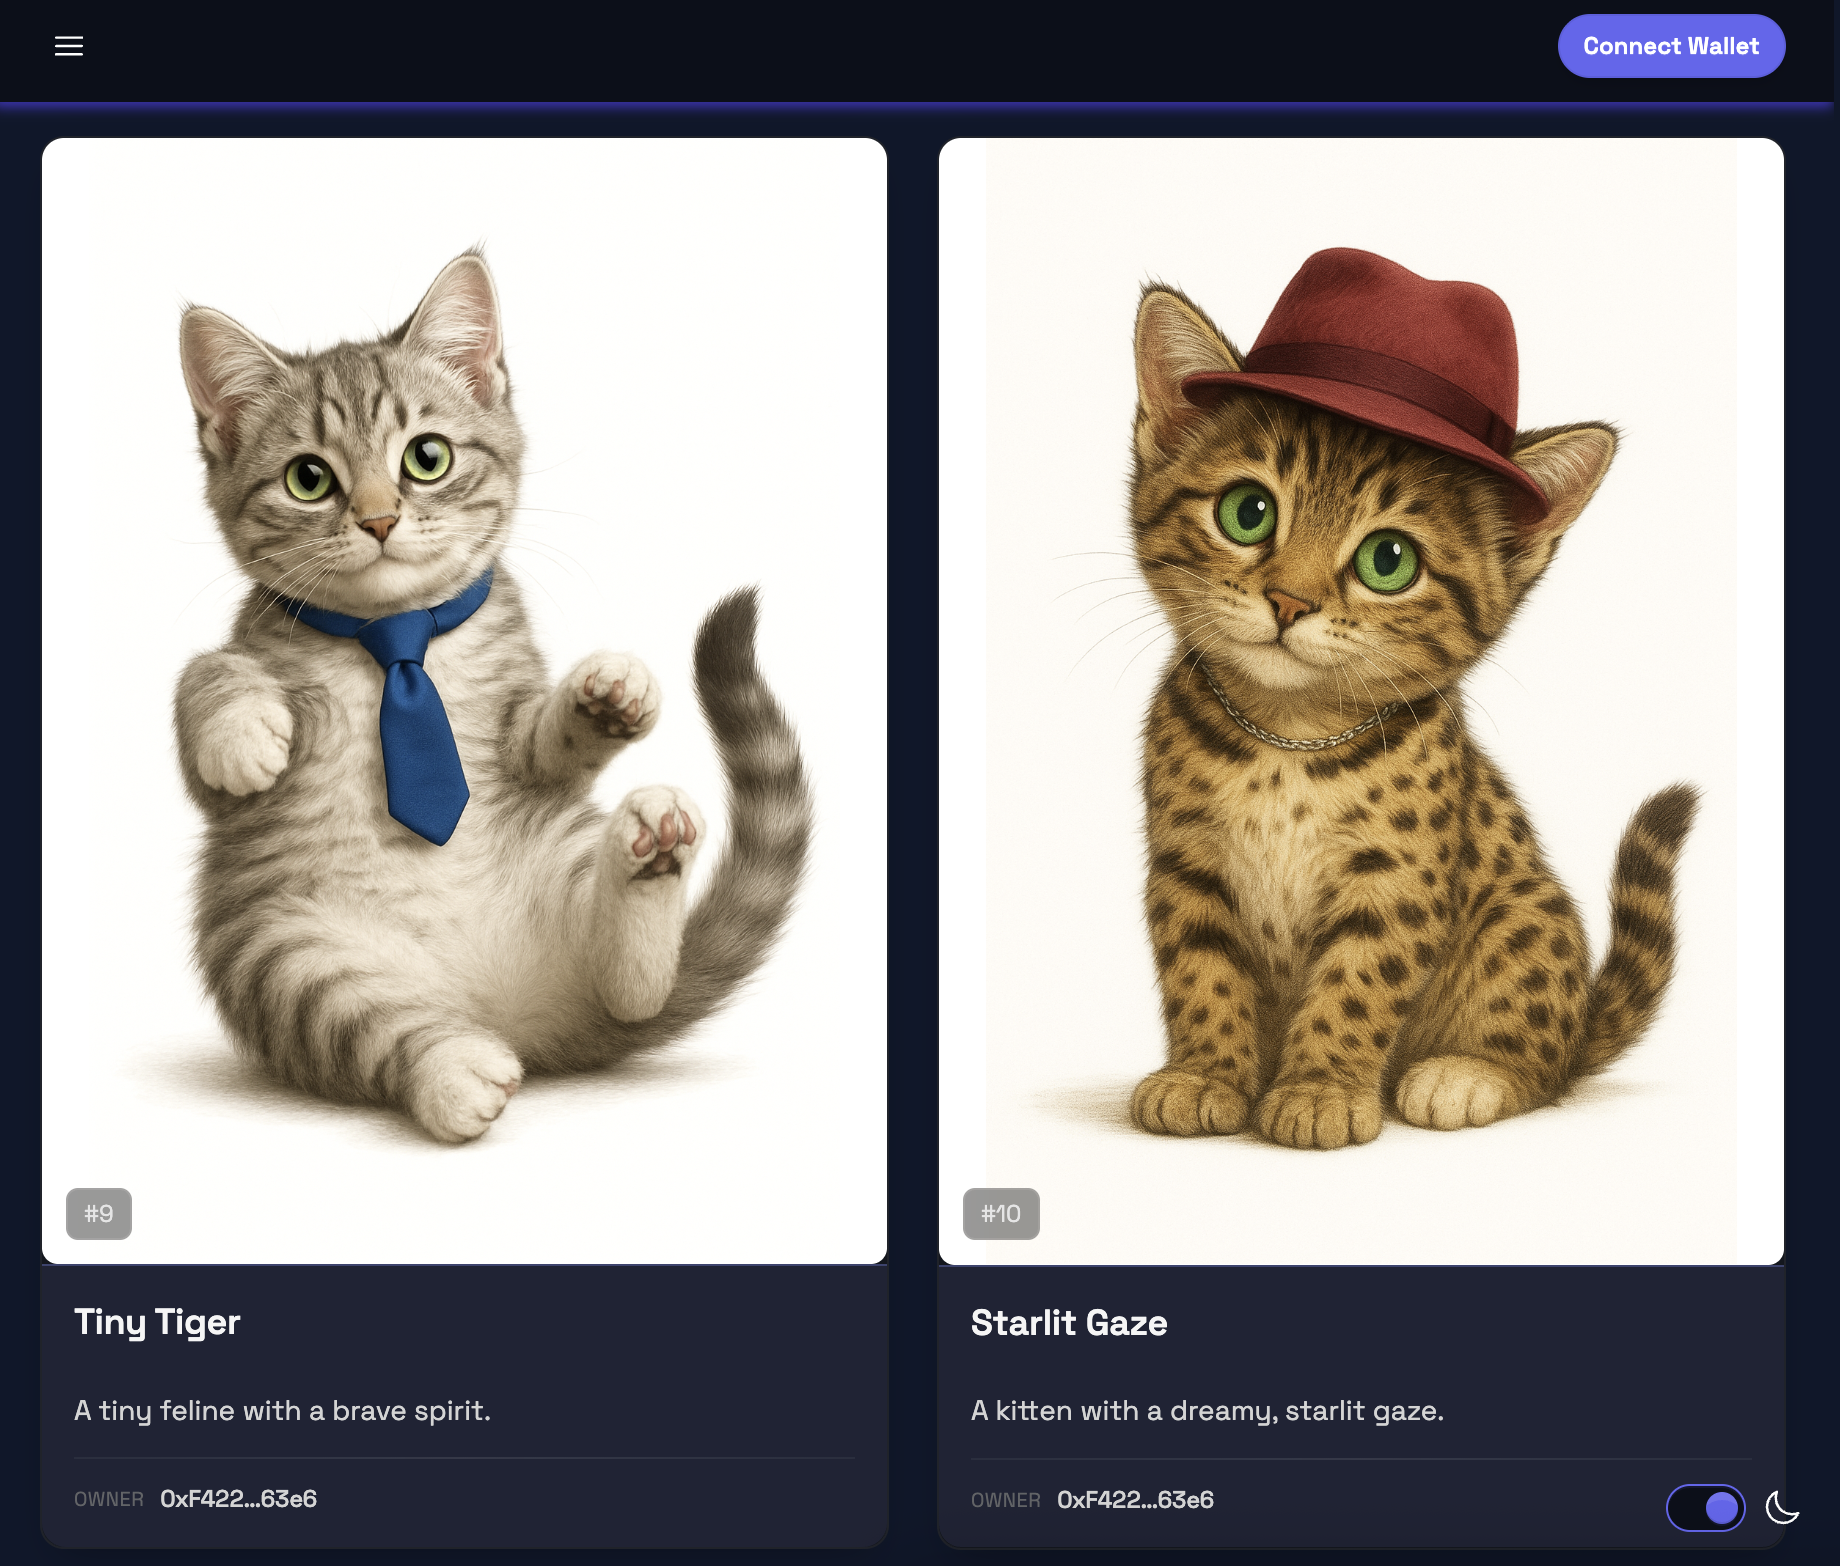 Connect Wallet
#9
Tiny Tiger
A tiny feline with a brave spirit.
OWNER 0xF422...63e6
#10
Starlit Gaze
A kitten with a dreamy, starlit gaze.
OWNER 0xF422...63e6